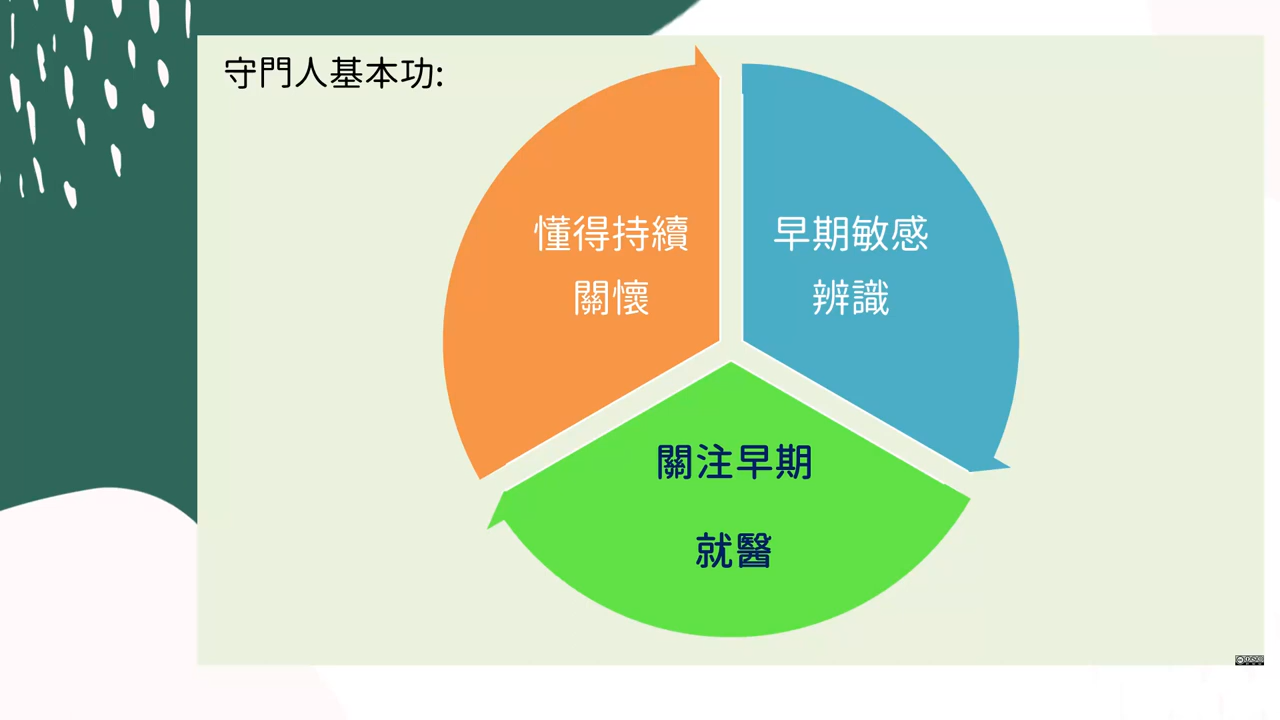 守門人基本功:
懂得持續
關懷
早期敏感
辨識
關注早期
就醫